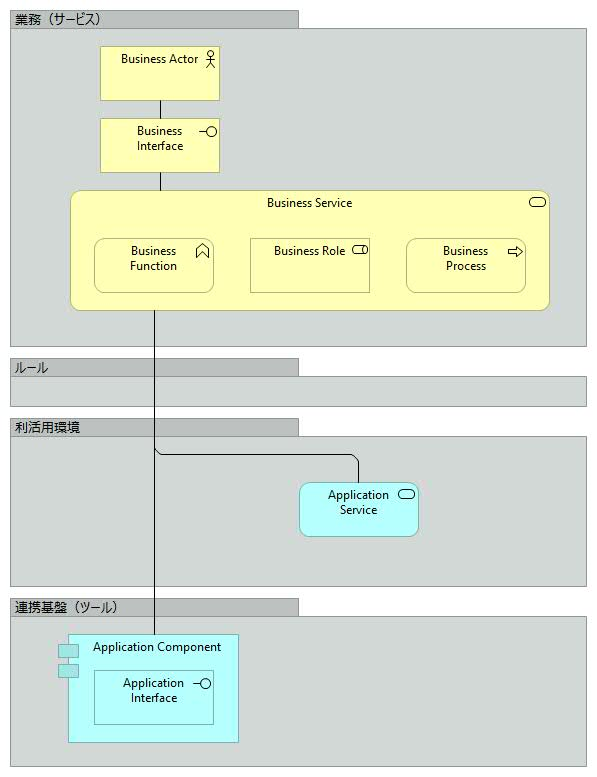 業務（サービス）
Business Actor
Business
Interface
Business Service
Business
Function
Business Role
Business
Process
ルール
利活用環境
Application
Service
連携基盤（ツール）
Application Component
Application
Interface